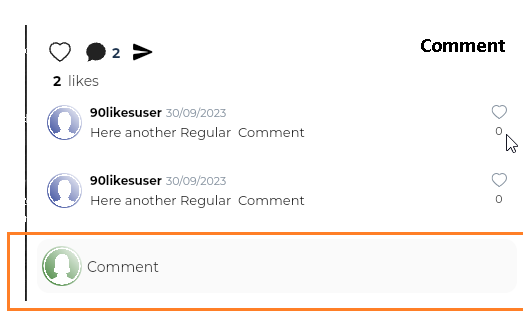 Comment
2
2 likes
90likesuser 30/09/2023
Here another Regular Comment
0
90likesuser 30/09/2023
Here another Regular Comment
0
Comment